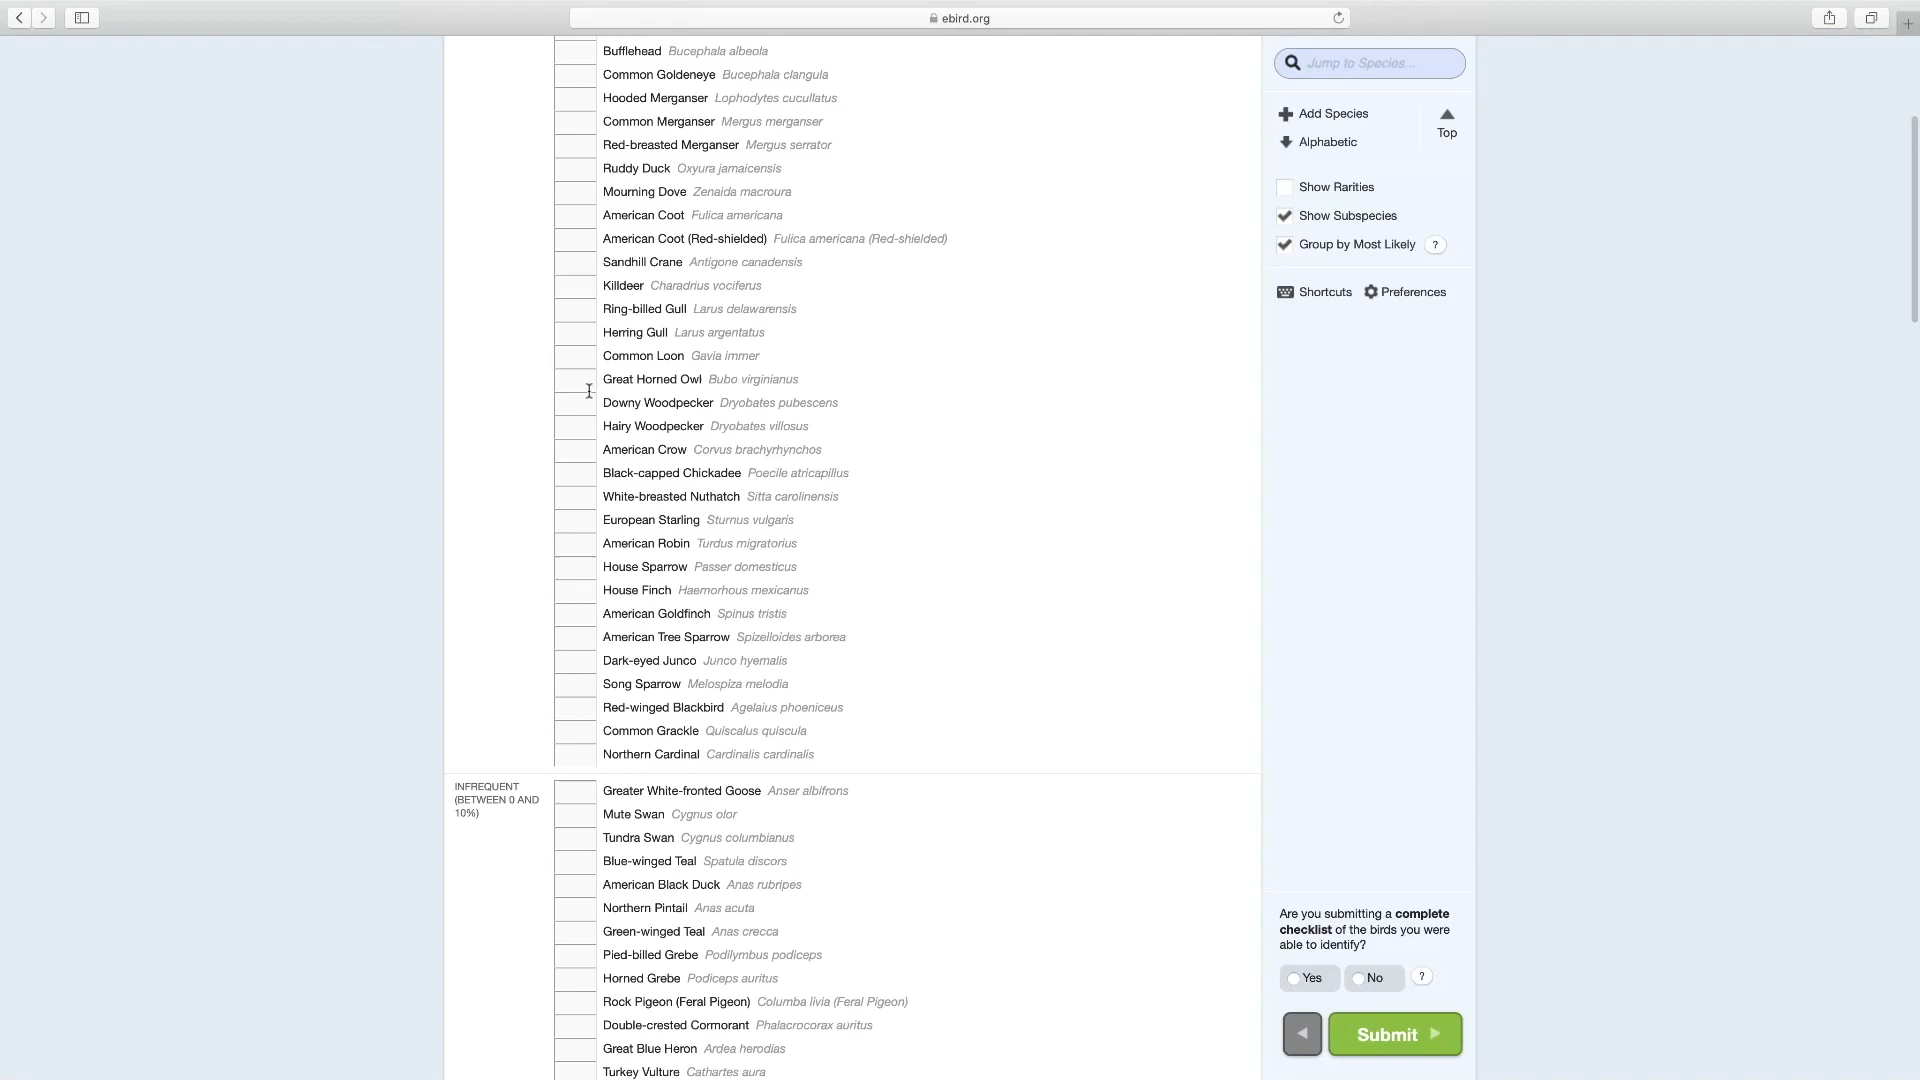 ebird.org
Bufflehead Bucephala albeola
Common Goldeneye Bucephala clangula
Hooded Merganser Lophodytes cucullatus
Common Merganser Mergus merganser
Red-breasted Merganser Mergus serrator
Ruddy Duck Oxyura jamaicensis
Mourning Dove Zenaida macroura
American Coot Fulica americana
American Coot (Red-shielded) Fulica americana (Red-shielded)
Sandhill Crane Antigone canadensis
Killdeer Charadrius vociferus
Ring-billed Gull Larus delawarensis
Herring Gull Larus argentatus
Common Loon Gavia immer
Great Horned Owl Bubo virginianus
Downy Woodpecker Dryobates pubescens
Hairy Woodpecker Dryobates villosus
American Crow Corvus brachyrhynchos
Black-capped Chickadee Poecile atricapillus
White-breasted Nuthatch Sitta carolinensis
European Starling Sturnus vulgaris
American Robin Turdus migratorius
House Sparrow Passer domesticus
House Finch Haemorhous mexicanus
American Goldfinch Spinus tristis
American Tree Sparrow Spizelloides arborea
Dark-eyed Junco Junco hyemalis
Song Sparrow Melospiza melodia
Red-winged Blackbird Agelaius phoeniceus
Common Grackle Quiscalus quiscula
Northern Cardinal Cardinalis cardinalis
INFREQUENT
(BETWEEN 0 AND
10%)
Greater White-fronted Goose Anser albifrons
Mute Swan Cygnus olor
Tundra Swan Cygnus columbianus
Blue-winged Teal Spatula discors
American Black Duck Anas rubripes
Northern Pintail Anas acuta
Green-winged Teal Anas crecca
Pied-billed Grebe Podilymbus podiceps
Horned Grebe Podiceps auritus
Rock Pigeon (Feral Pigeon) Columba livia (Feral Pigeon)
Double-crested Cormorant Phalacrocorax auritus
Great Blue Heron Ardea herodias
Turkey Vulture Cathartes aura
Jump to Species...
Add Species
Alphabetic
Top
Show Rarities
Show Subspecies
Group by Most Likely ?
Shortcuts Preferences
Are you submitting a complete
checklist of the birds you were
able to identify?
Yes No ?
Submit